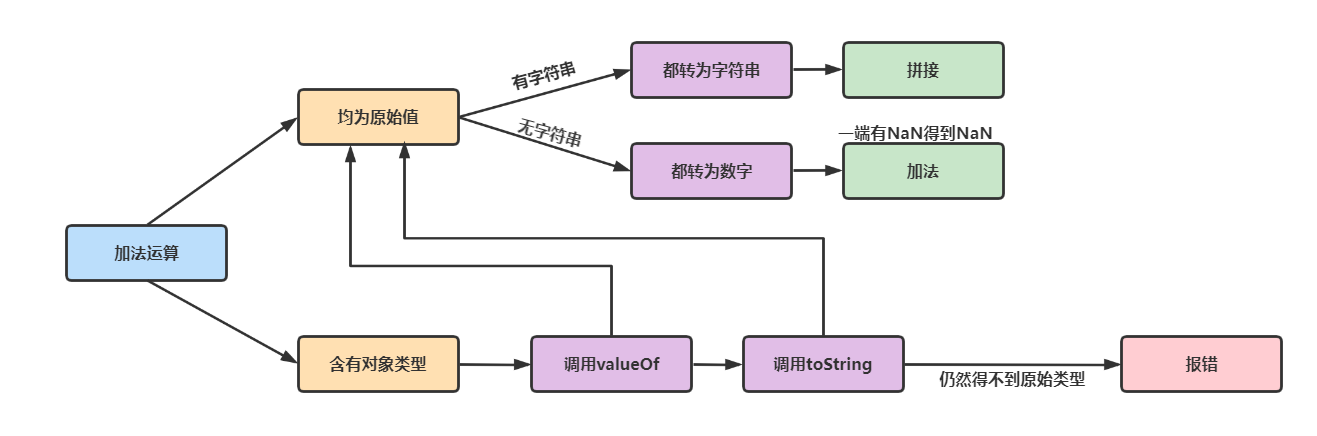 有字符串
都转为字符串
拼接
均为原始值
无字符串
一端有NaN得到NaN
都转为数字
加法
加法运算
含有对象类型
调用valueOf
调用toString
仍然得不到原始类型
报错